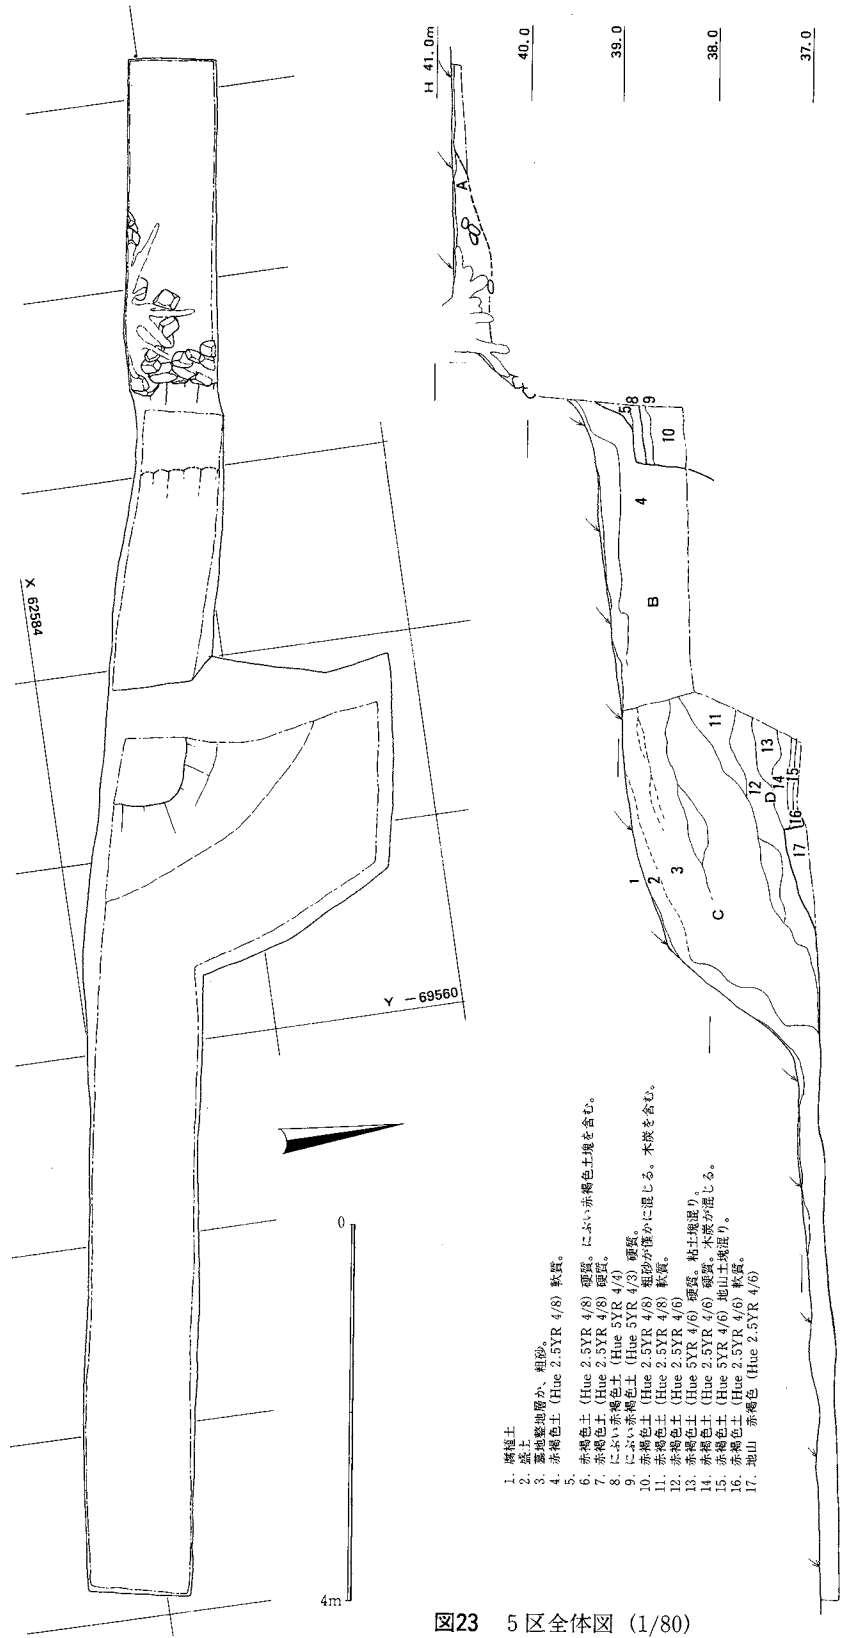 H 41.0m
40.0
39.0
38.0
37.0
A
5
8
9
10
4
B
11
13
12
14
D
15
16
17
1
2
3
C
X 62584
Y －69560
0
4m
1. 腐植土
2. 盛土
3. 墓地整地層か、粗砂。
4. 赤褐色土 (Hue 2.5YR 4/8) 軟質。
5.
6. 赤褐色土 (Hue 2.5YR 4/8) 硬質。にぶい赤褐色土塊を含む。
7. 赤褐色土 (Hue 2.5YR 4/8) 硬質。
8. にぶい赤褐色土 (Hue 5YR 4/4)
9. にぶい赤褐色土 (Hue 5YR 4/3) 硬質。
10. 赤褐色土 (Hue 2.5YR 4/8) 粗砂が僅かに混じる。木炭を含む。
11. 赤褐色土 (Hue 2.5YR 4/8) 軟質。
12. 赤褐色土 (Hue 2.5YR 4/6)
13. 赤褐色土 (Hue 5YR 4/6) 硬質。粘土塊混り。
14. 赤褐色土 (Hue 2.5YR 4/6) 硬質。木炭が混じる。
15. 赤褐色土 (Hue 5YR 4/6) 地山土塊混り。
16. 赤褐色土 (Hue 2.5YR 4/6) 軟質。
17. 地山 赤褐色 (Hue 2.5YR 4/6)
図23 5区全体図 (1/80)